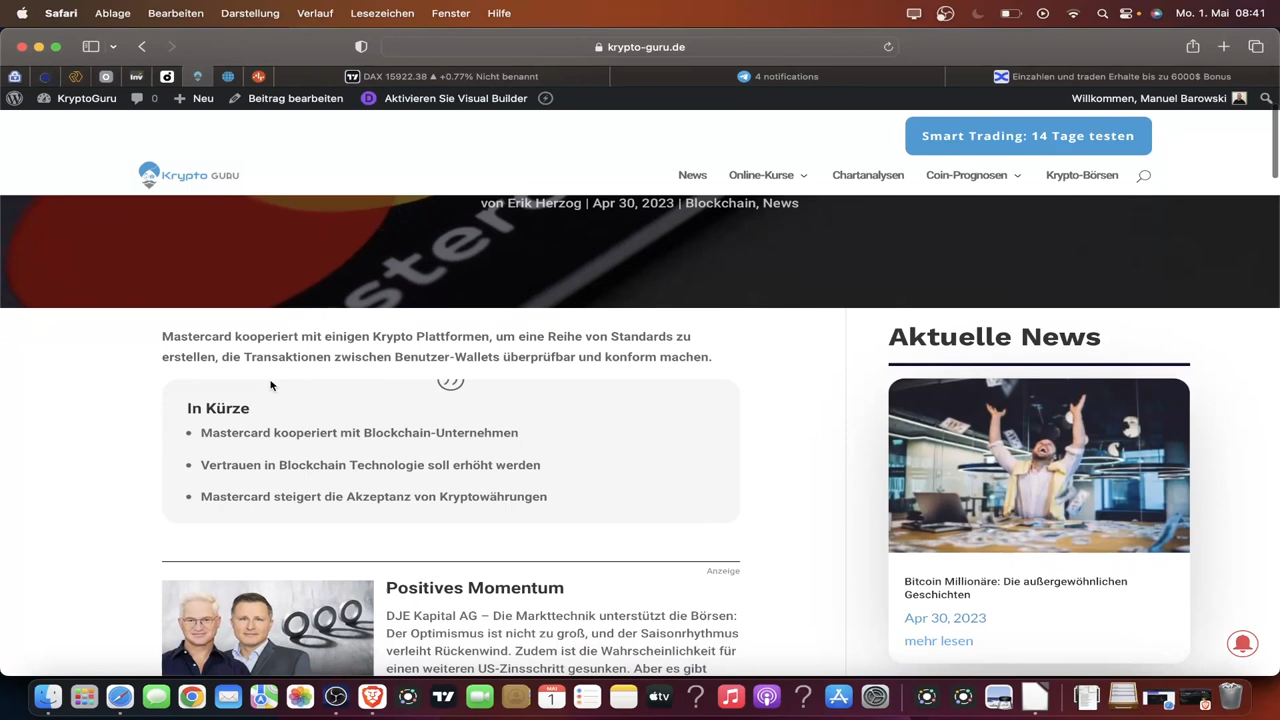 Safari Ablage Bearbeiten Darstellung Verlauf Lesezeichen Fenster Hilfe Mo. 1. Mai 08:41
krypto-guru.de
inv DAX 15922.38 ▲ +0.77% Nicht benannt 4 notifications Einzahlen und traden Erhalte bis zu 6000$ Bonus
KryptoGuru 0 Neu Beitrag bearbeiten D Aktivieren Sie Visual Builder Willkommen, Manuel Barowski
Smart Trading: 14 Tage testen
Krypto GURU News Online-Kurse Chartanalysen Coin-Prognosen Krypto-Börsen
von Erik Herzog | Apr 30, 2023 | Blockchain, News
ster
Mastercard kooperiert mit einigen Krypto Plattformen, um eine Reihe von Standards zu
erstellen, die Transaktionen zwischen Benutzer-Wallets überprüfbar und konform machen.
In Kürze
Mastercard kooperiert mit Blockchain-Unternehmen
Vertrauen in Blockchain Technologie soll erhöht werden
Mastercard steigert die Akzeptanz von Kryptowährungen
Anzeige
Positives Momentum
DJE Kapital AG – Die Markttechnik unterstützt die Börsen:
Der Optimismus ist nicht zu groß, und der Saisonrhythmus
verleiht Rückenwind. Zudem ist die Wahrscheinlichkeit für
einen weiteren US-Zinsschritt gesunken. Aber es gibt
Aktuelle News
Bitcoin Millionäre: Die außergewöhnlichen
Geschichten
Apr 30, 2023
mehr lesen
MAI
1
tv